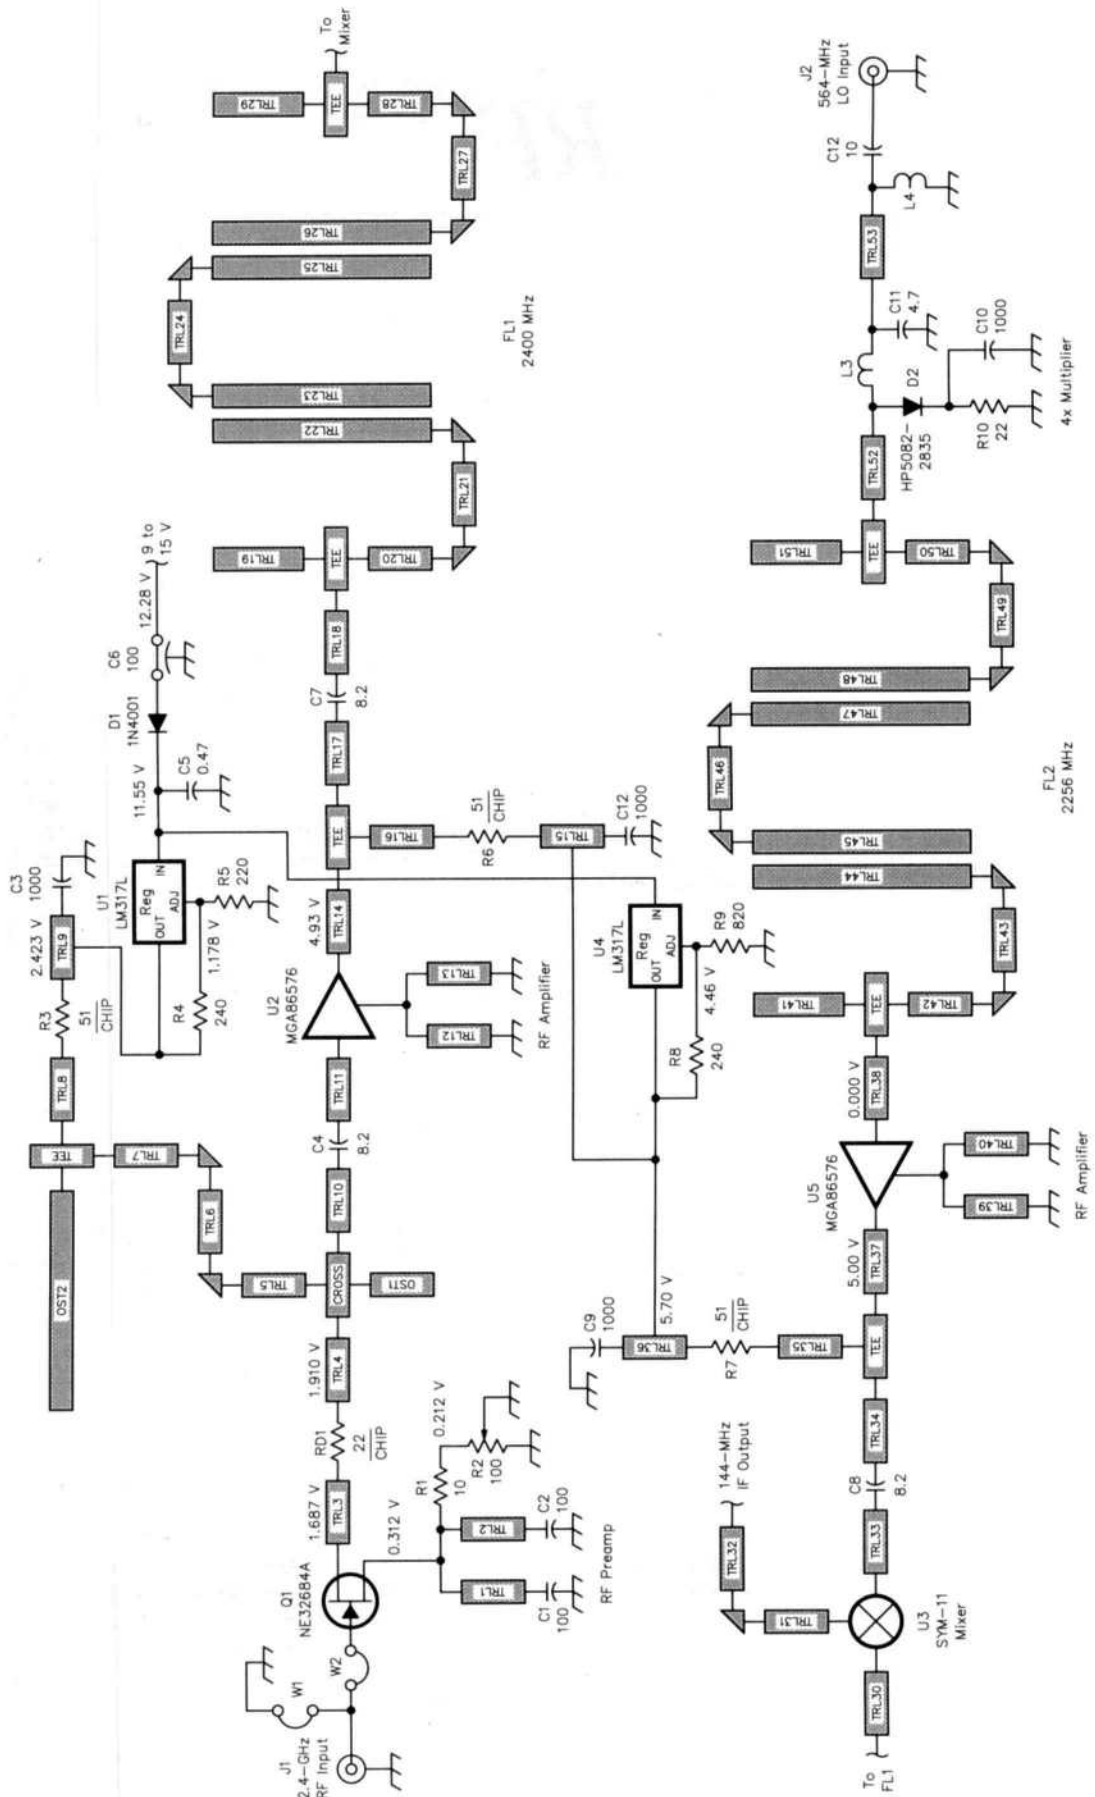 J1
2.4-GHz
RF Input
W1
W2
Q1
NE32684A
1.687 V
TRL3
RD1
22
CHIP
1.910 V
TRL4
CROSS
OST1
TRL5
TRL6
TRL7
TEE
OST2
TRL8
R3
51
CHIP
2.423 V
TRL9
C3
1000
U1
LM317L
Reg
OUT
IN
ADJ
1.178 V
R4
240
R5
220
11.55 V
C5
0.47
D1
1N4001
C6
100
12.28 V
9 to
15 V
0.312 V
R1
10
0.212 V
R2
100
TRL1
TRL2
C1
100
C2
100
RF Preamp
TRL10
C4
8.2
TRL11
U2
MGA86576
TRL12
TRL13
RF Amplifier
4.93 V
TRL14
TEE
TRL16
R6
51
CHIP
TRL15
C12
1000
TRL17
C7
8.2
TRL18
TEE
TRL19
TRL20
TRL21
TRL22
TRL23
TRL24
TRL25
TRL26
TRL27
TRL28
TEE
TRL29
To
Mixer
FL1
2400 MHz
U4
LM317L
Reg
OUT
IN
ADJ
4.46 V
R8
240
R9
820
5.70 V
C9
1000
TRL36
R7
51
CHIP
TRL35
To
FL1
TRL30
U3
SYM-11
Mixer
TRL31
TRL32
144-MHz
IF Output
TRL33
C8
8.2
TRL34
TEE
5.00 V
TRL37
U5
MGA86576
TRL39
TRL40
RF Amplifier
0.000 V
TRL38
TEE
TRL41
TRL42
TRL43
TRL44
TRL45
TRL46
TRL47
TRL48
TRL49
TRL50
TEE
TRL51
FL2
2256 MHz
TRL52
HP5082-
2835
D2
R10
22
C10
1000
4x Multiplier
L3
C11
4.7
TRL53
L4
C12
10
J2
564-MHz
LO Input